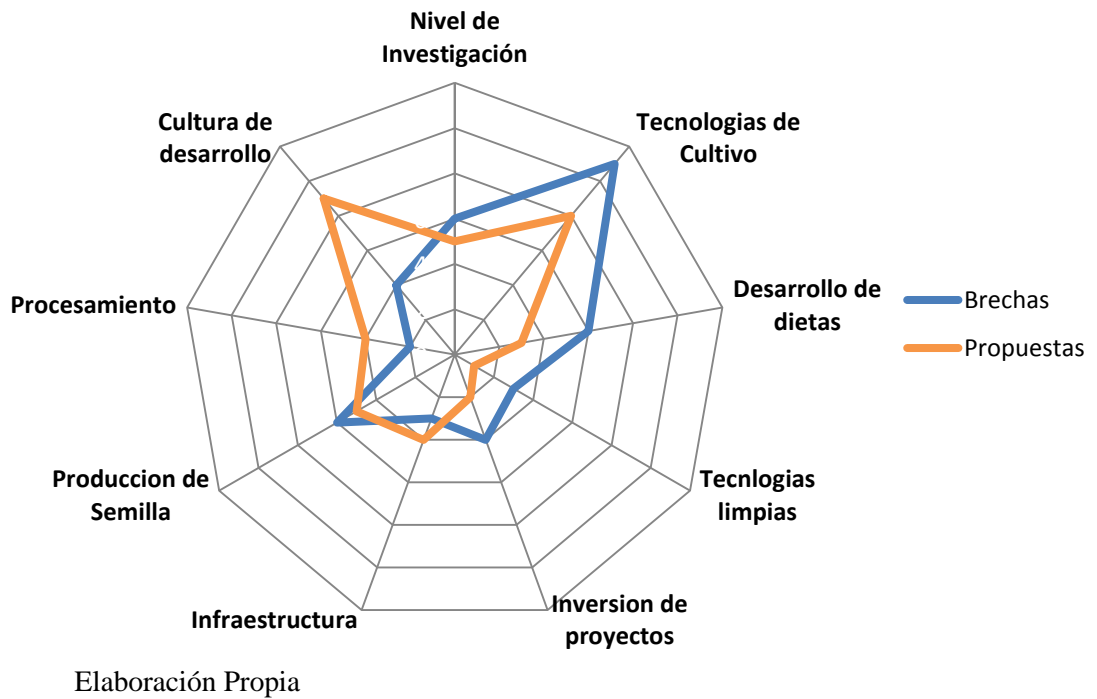 Nivel de
Investigación
Tecnologias de
Cultivo
Desarrollo de
dietas
Tecnlogias
limpias
Inversion de
proyectos
Infraestructura
Produccion de
Semilla
Procesamiento
Cultura de
desarrollo
Brechas
Propuestas
Elaboración Propia